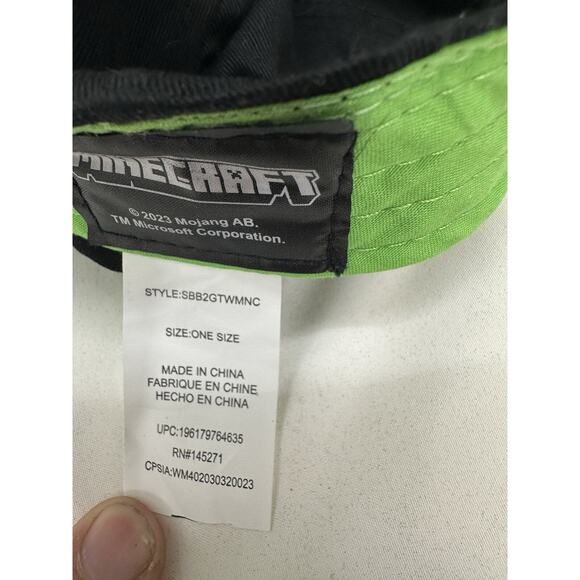 MINECRAFT
© 2023 Mojang AB.
TM Microsoft Corporation.
STYLE:SBB2GTWMNC
SIZE:ONE SIZE
MADE IN CHINA
FABRIQUE EN CHINE
HECHO EN CHINA
UPC:196179764635
RN#145271
CPSIA:WM402030320023